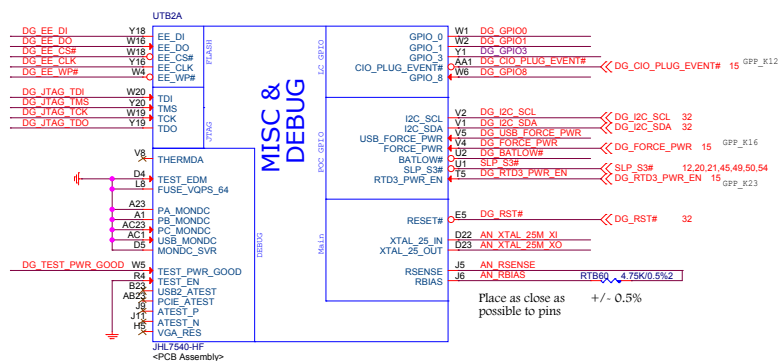 UTB2A
DG_EE_DI Y18 EE_DI
DG_EE_DO W16 EE_DO
DG_EE_CS# W18 EE_CS#
DG_EE_CLK Y16 EE_CLK
DG_EE_WP# W4 EE_WP#
FLASH
DG_JTAG_TDI W20 TDI
DG_JTAG_TMS Y20 TMS
DG_JTAG_TCK W19 TCK
DG_JTAG_TDO Y19 TDO
JTAG
V8 THERMDA
D4 TEST_EDM
L8 FUSE_VQPS_64
A23 PA_MONDC
A1 PB_MONDC
AC23 PC_MONDC
AC1 USB_MONDC
D5 MONDC_SVR
DEBUG
DG_TEST_PWR_GOOD W5 TEST_PWR_GOOD
R4 TEST_EN
B23 USB2_ATEST
AB23 PCIE_ATEST
J9 ATEST_P
J11 ATEST_N
H5 VGA_RES
JHL7540-HF
<PCB Assembly>
MISC &
DEBUG
LC GPIO
GPIO_0 W1 DG_GPIO0
GPIO_1 W2 DG_GPIO1
GPIO_3 Y1 DG_GPIO3
CIO_PLUG_EVENT# AA1 DG_CIO_PLUG_EVENT# DG_CIO_PLUG_EVENT# 15 GPP_K12
GPIO_8 W6 DG_GPIO8
POC GPIO
I2C_SCL V2 DG_I2C_SCL DG_I2C_SCL 32
I2C_SDA V1 DG_I2C_SDA DG_I2C_SDA 32
USB_FORCE_PWR V5 DG_USB_FORCE_PWR
FORCE_PWR V4 DG_FORCE_PWR DG_FORCE_PWR 15 GPP_K16
BATLOW# U2 DG_BATLOW#
SLP_S3# U1 SLP_S3# SLP_S3# 12,20,21,45,49,50,54
RTD3_PWR_EN T5 DG_RTD3_PWR_EN DG_RTD3_PWR_EN 15 GPP_K23
Main
RESET# E5 DG_RST# DG_RST# 32
XTAL_25_IN D22 AN_XTAL_25M_XI
XTAL_25_OUT D23 AN_XTAL_25M_XO
RSENSE J5 AN_RSENSE
RBIAS J6 AN_RBIAS RTB60 4.75K/0.5%2
Place as close as +/- 0.5%
possible to pins